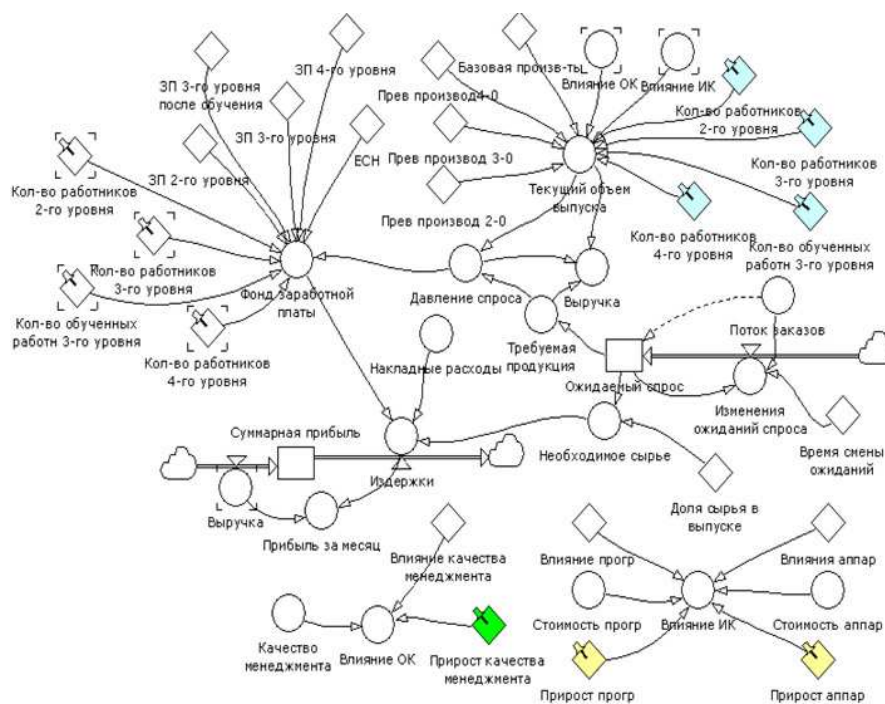 ЗП 4-го уровня
ЗП 3-го уровня
после обучения
ЗП 3-го уровня
ЗП 2-го уровня
ЕСН
Кол-во работников
2-го уровня
Кол-во работников
3-го уровня
Кол-во обученных
работн 3-го уровня
Кол-во работников
4-го уровня
Фонд заработной
платы
Базовая произв-ть
Влияние ОК
Влияние ИК
Прев производ4-0
Прев производ 3-0
Прев производ 2-0
Кол-во работников
2-го уровня
Кол-во работников
3-го уровня
Текущий объем
выпуска
Кол-во работников
4-го уровня
Кол-во обученных
работн 3-го уровня
Давление спроса
Выручка
Требуемая
продукция
Поток заказов
Накладные расходы
Ожидаемый спрос
Изменения
ожиданий спроса
Время смены
ожиданий
Суммарная прибыль
Издержки
Необходимое сырье
Доля сырья в
выпуске
Выручка
Прибыль за месяц
Влияние качества
менеджмента
Качество
менеджмента
Влияние ОК
Прирост качества
менеджмента
Влияние прогр
Влияния аппар
Стоимость прогр
Влияние ИК
Стоимость аппар
Прирост прогр
Прирост аппар